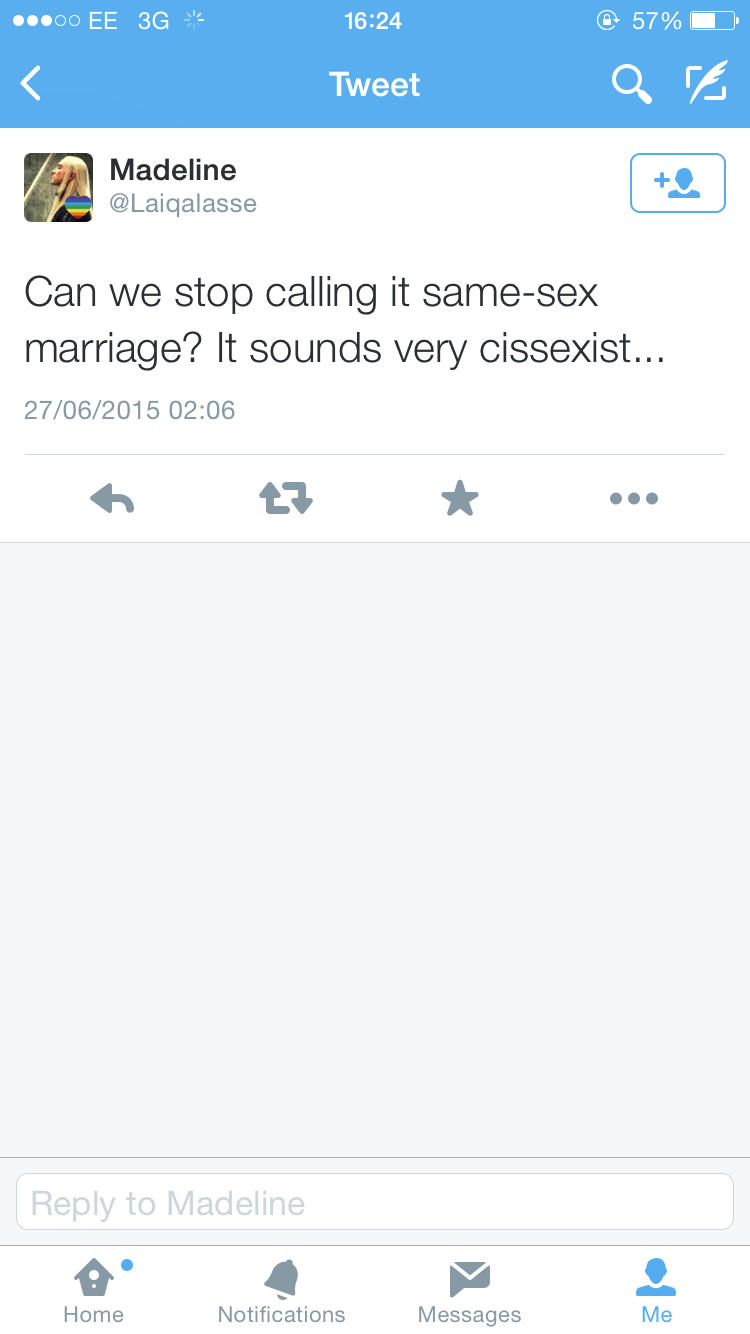 EE 3G 16:24 57%
Tweet
Madeline
@Laiqalasse
Can we stop calling it same-sex
marriage? It sounds very cissexist...
27/06/2015 02:06
Reply to Madeline
Home Notifications Messages Me